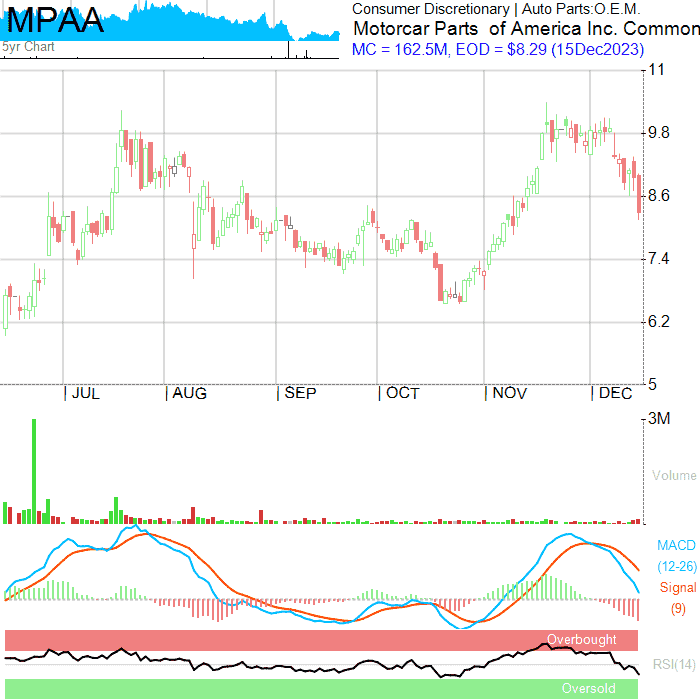 MPAA
5yr Chart
Consumer Discretionary | Auto Parts:O.E.M.
Motorcar Parts  of America Inc. Common
MC = 162.5M, EOD = $8.29 (15Dec2023)
11
9.8
8.6
7.4
6.2
5
| JUL | AUG | SEP | OCT | NOV | DEC
3M
Volume
MACD
(12-26)
Signal
(9)
Overbought
RSI(14)
Oversold